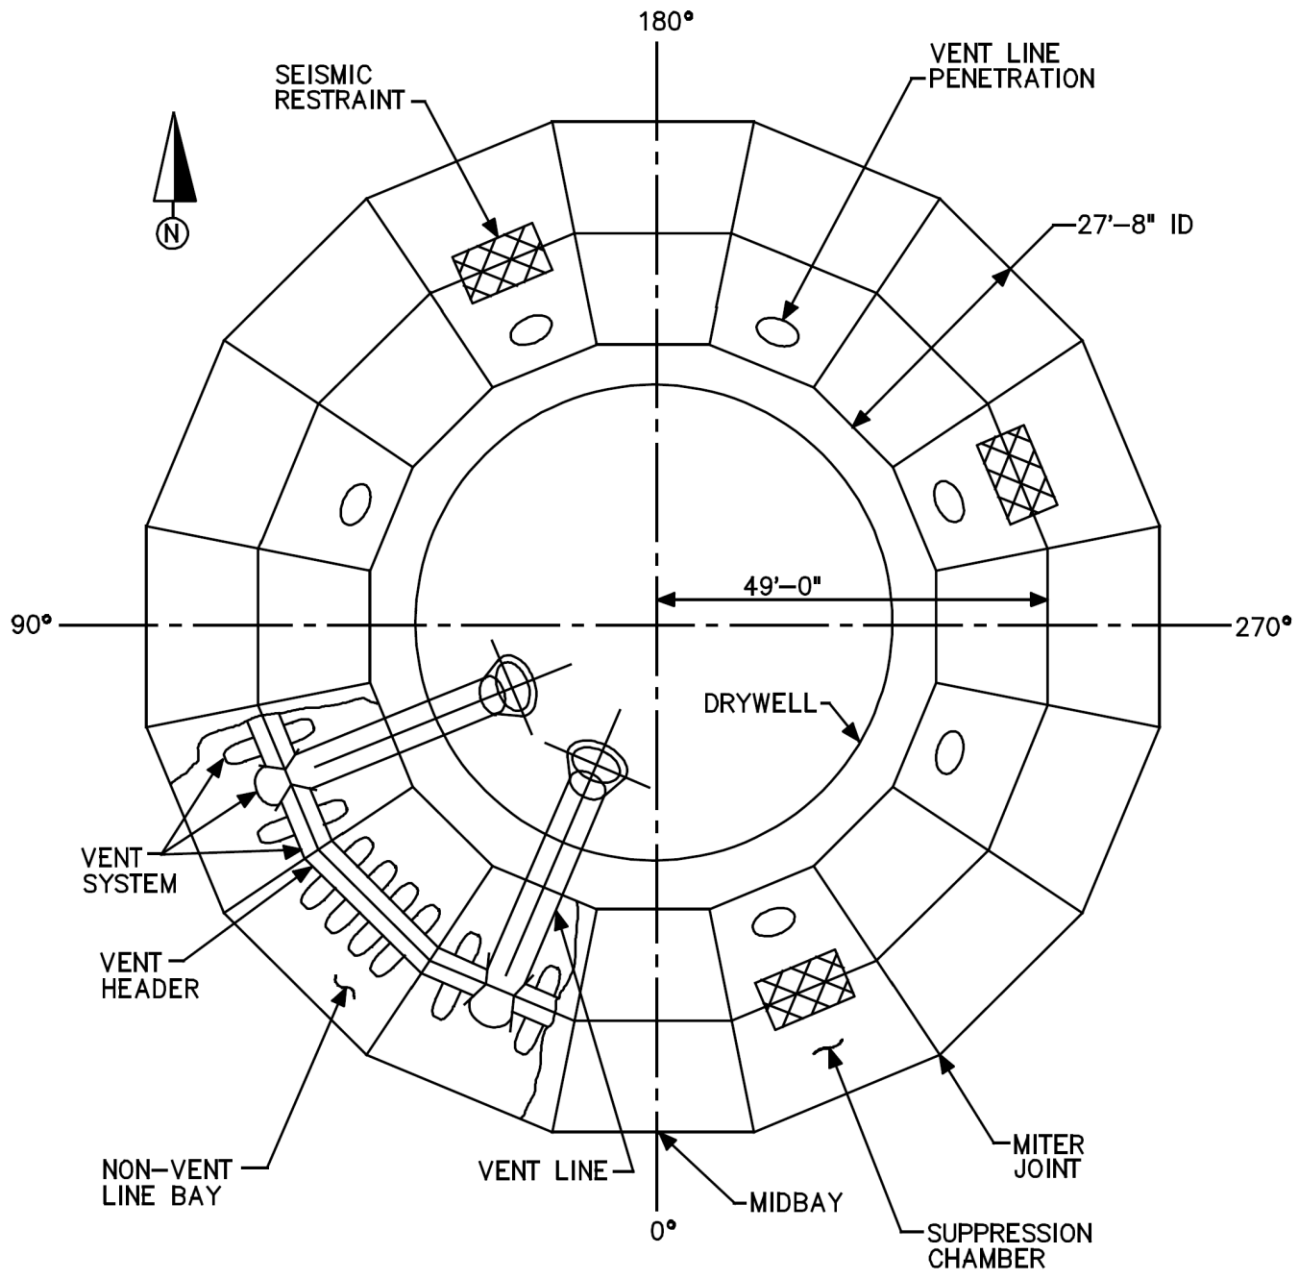 180°
VENT LINE
PENETRATION
SEISMIC
RESTRAINT
N
27'-8" ID
49'-0"
90°
270°
DRYWELL
VENT
SYSTEM
VENT
HEADER
NON-VENT
LINE BAY
VENT LINE
MIDBAY
MITER
JOINT
0°
SUPPRESSION
CHAMBER